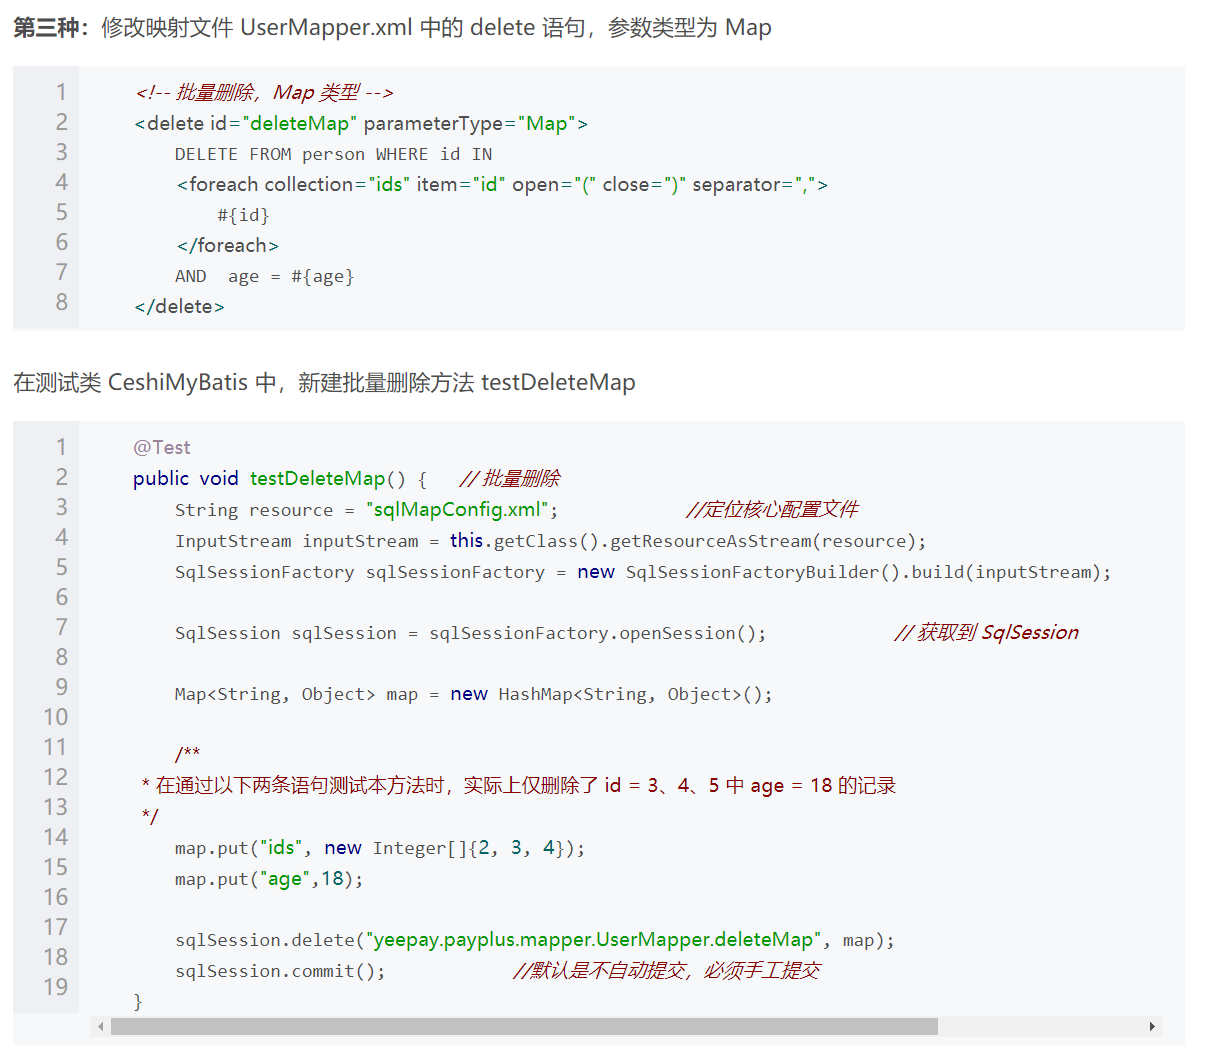 第三种：修改映射文件 UserMapper.xml 中的 delete 语句，参数类型为 Map
1 <!-- 批量删除，Map 类型 -->
2 <delete id="deleteMap" parameterType="Map">
3 DELETE FROM person WHERE id IN
4 <foreach collection="ids" item="id" open="(" close=")" separator=",">
5 #{id}
6 </foreach>
7 AND  age = #{age}
8 </delete>
在测试类 CeshiMyBatis 中，新建批量删除方法 testDeleteMap
1 @Test
2 public void testDeleteMap() { // 批量删除
3 String resource = "sqlMapConfig.xml"; //定位核心配置文件
4 InputStream inputStream = this.getClass().getResourceAsStream(resource);
5 SqlSessionFactory sqlSessionFactory = new SqlSessionFactoryBuilder().build(inputStream);
6
7 SqlSession sqlSession = sqlSessionFactory.openSession(); // 获取到 SqlSession
8
9 Map<String, Object> map = new HashMap<String, Object>();
10
11 /**
12 * 在通过以下两条语句测试本方法时，实际上仅删除了 id = 3、4、5 中 age = 18 的记录
13 */
14 map.put("ids", new Integer[]{2, 3, 4});
15 map.put("age",18);
16
17 sqlSession.delete("yeepay.payplus.mapper.UserMapper.deleteMap", map);
18 sqlSession.commit(); //默认是不自动提交，必须手工提交
19 }